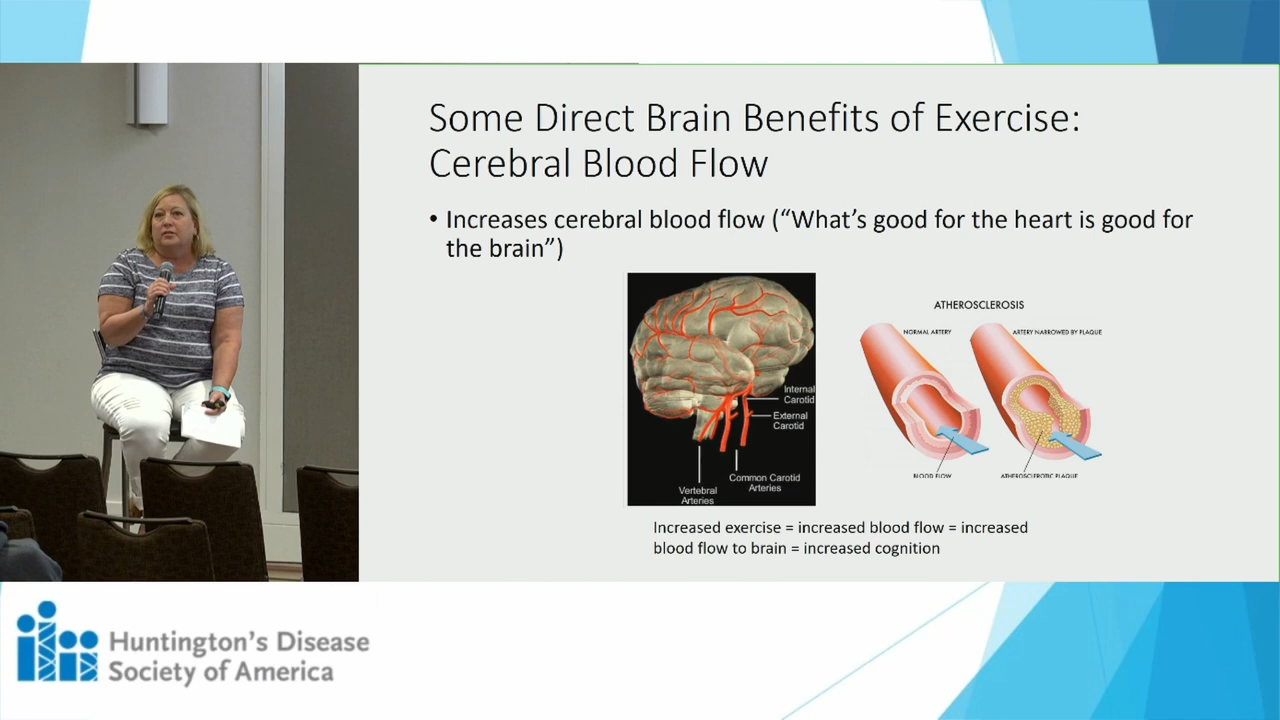 Some Direct Brain Benefits of Exercise:
Cerebral Blood Flow
• Increases cerebral blood flow (“What’s good for the heart is good for
the brain”)
Internal
Carotid
External
Carotid
Common Carotid
Arteries
Vertebral
Arteries
ATHEROSCLEROSIS
NORMAL ARTERY
ARTERY NARROWED BY PLAQUE
BLOOD FLOW
ATHEROSCLEROTIC PLAQUE
Increased exercise = increased blood flow = increased
blood flow to brain = increased cognition
Huntington’s Disease
Society of America